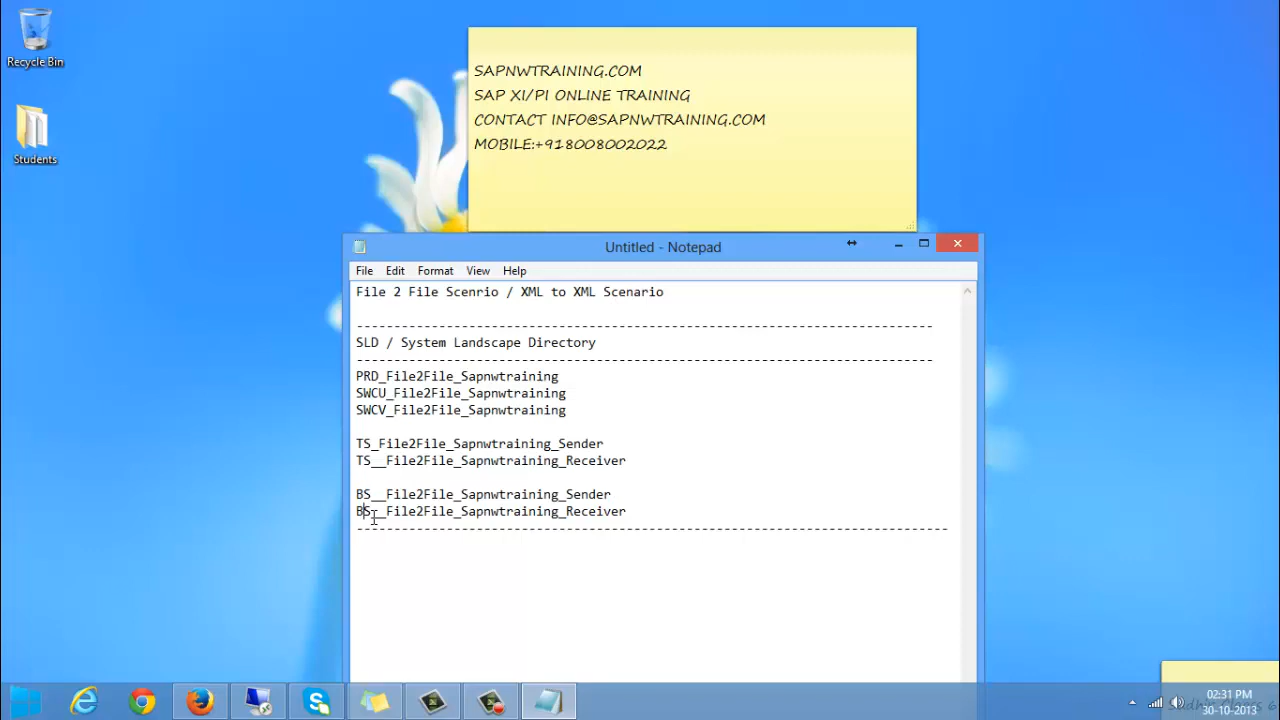 Recycle Bin
Students
SAPNWTRAINING.COM
SAP XI/PI ONLINE TRAINING
CONTACT INFO@SAPNWTRAINING.COM
MOBILE:+918008002022
Untitled - Notepad
File Edit Format View Help
File 2 File Scenrio / XML to XML Scenario
-----------------------------------------------------------------------------
SLD / System Landscape Directory
-----------------------------------------------------------------------------
PRD_File2File_Sapnwtraining
SWCU_File2File_Sapnwtraining
SWCV_File2File_Sapnwtraining
TS_File2File_Sapnwtraining_Sender
TS__File2File_Sapnwtraining_Receiver
BS__File2File_Sapnwtraining_Sender
BS__File2File_Sapnwtraining_Receiver
-------------------------------------------------------------------------------
02:31 PM
30-10-2013